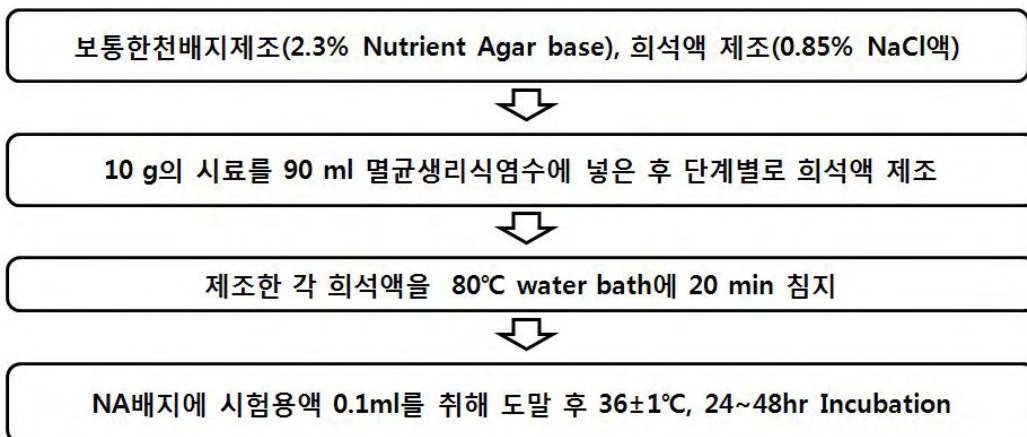 보통한천배지제조(2.3% Nutrient Agar base), 희석액 제조(0.85% NaCl액)
10 g의 시료를 90 ml 멸균생리식염수에 넣은 후 단계별로 희석액 제조
제조한 각 희석액을 80℃ water bath에 20 min 침지
NA배지에 시험용액 0.1ml를 취해 도말 후 36±1℃, 24~48hr Incubation